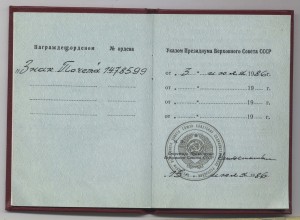 Награжден орденом № ордена
"Знак Почета" 1478599
Указом Президиума Верховного Совета СССР
от „3" июля 1986 г.
от „ " 19 г.
от „ " 19 г.
от „ " 19 г.
от „ " 19 г.
июля 1986